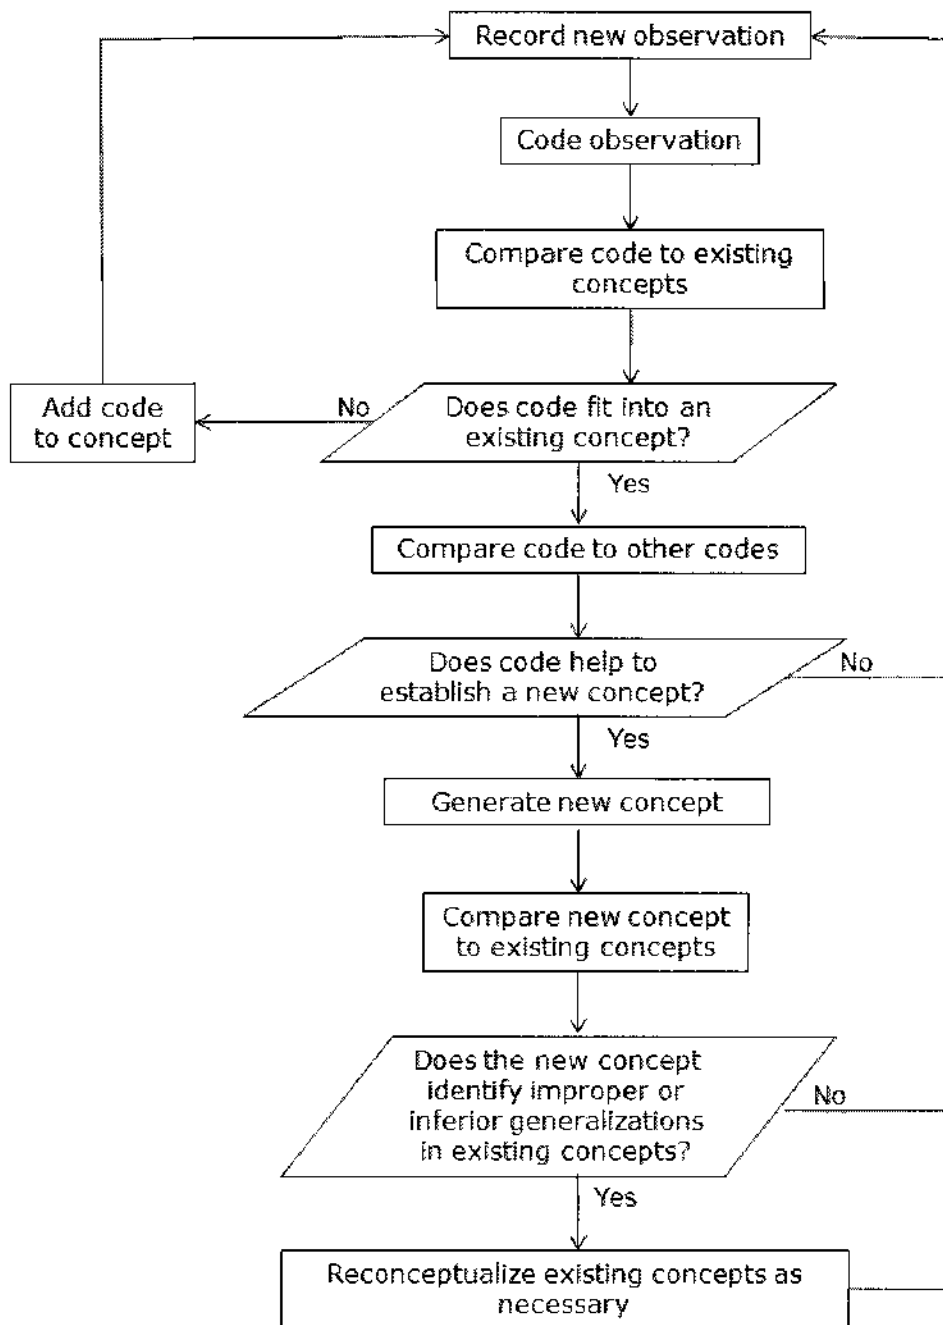 Record new observation
Code observation
Compare code to existing
concepts
Add code
to concept
No
Does code fit into an
existing concept?
Yes
Compare code to other codes
Does code help to
establish a new concept?
No
Yes
Generate new concept
Compare new concept
to existing concepts
Does the new concept
identify improper or
inferior generalizations
in existing concepts?
No
Yes
Reconceptualize existing concepts as
necessary